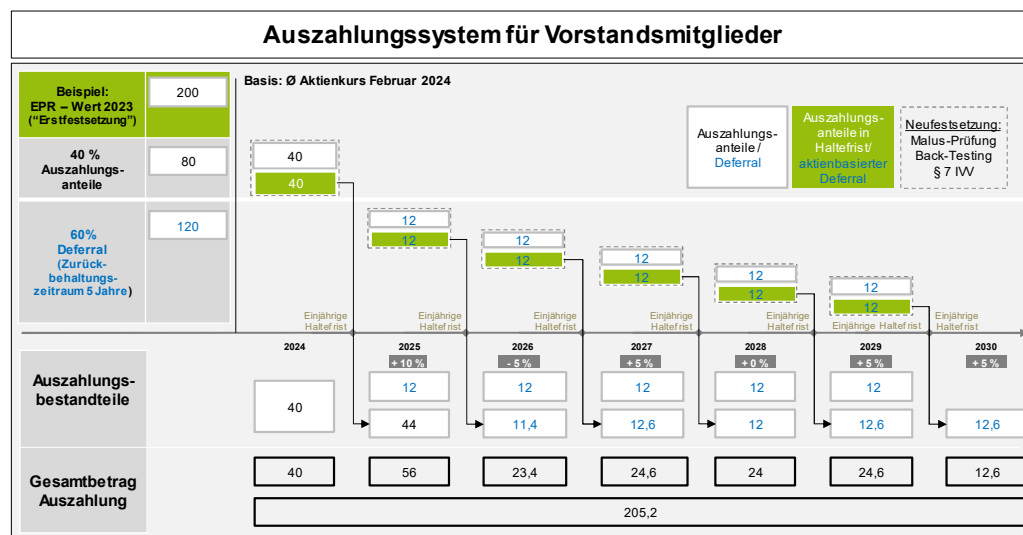 Auszahlungssystem für Vorstandsmitglieder
Beispiel:
EPR – Wert 2023
("Erstfestsetzung")
200
Basis: Ø Aktienkurs Februar 2024
40 %
Auszahlungs-
anteile
80
60%
Deferral
(Zurück-
behaltungs-
zeitraum 5 Jahre)
120
Auszahlungs-
anteile /
Deferral
Auszahlungs-
anteile in
Haltefrist/
aktienbasierter
Deferral
Neufestsetzung:
Malus-Prüfung
Back-Testing
§ 7 IVV
40
40
12
12
12
12
12
12
12
12
12
12
Einjährige
Haltefrist
Einjährige
Haltefrist
Einjährige
Haltefrist
Einjährige
Haltefrist
Einjährige
Haltefrist
Einjährige Haltefrist
Einjährige
Haltefrist
2024 2025 2026 2027 2028 2029 2030
+ 10 % - 5 % + 5 % + 0 % + 5 % + 5 %
Auszahlungs-
bestandteile
40
12 12 12 12 12
44 11,4 12,6 12 12,6 12,6
Gesamtbetrag
Auszahlung
40 56 23,4 24,6 24 24,6 12,6
205,2